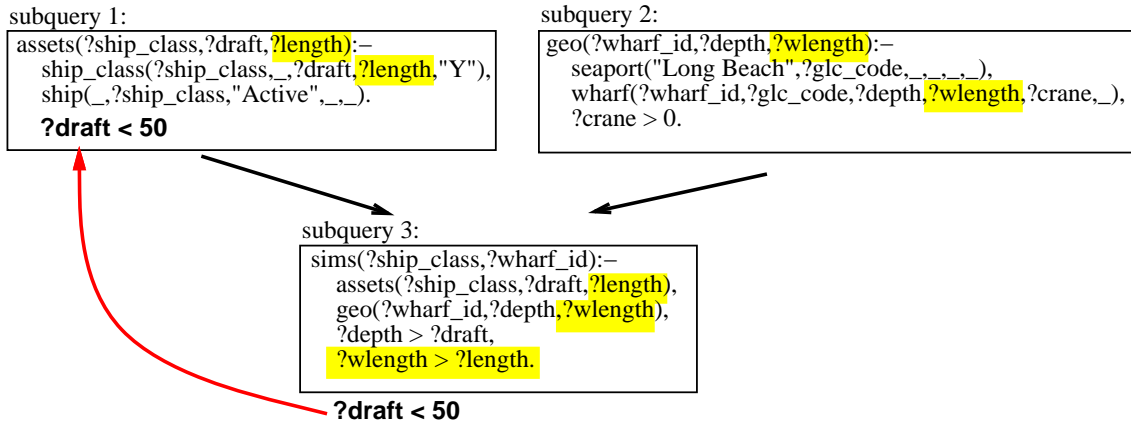 subquery 1:
assets(?ship_class,?draft,?length):–
ship_class(?ship_class,_,?draft,?length,"Y"),
ship(_,?ship_class,"Active",_,_).
?draft < 50
subquery 2:
geo(?wharf_id,?depth,?wlength):–
seaport("Long Beach",?glc_code,_,_,_,_),
wharf(?wharf_id,?glc_code,?depth,?wlength,?crane,_),
?crane > 0.
subquery 3:
sims(?ship_class,?wharf_id):–
assets(?ship_class,?draft,?length),
geo(?wharf_id,?depth,?wlength),
?depth > ?draft,
?wlength > ?length.
?draft < 50